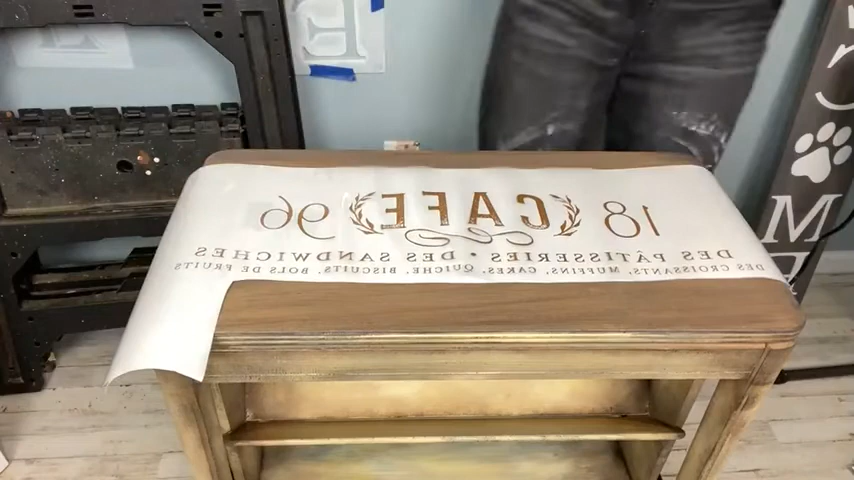 18 CAFE 96
DES PÂTISSERIES • DES SANDWICHES
DES CROISSANTS, MUFFINS, CAKES, QUICHE, BISCUITS, BOLS DE FRUITS
E
M